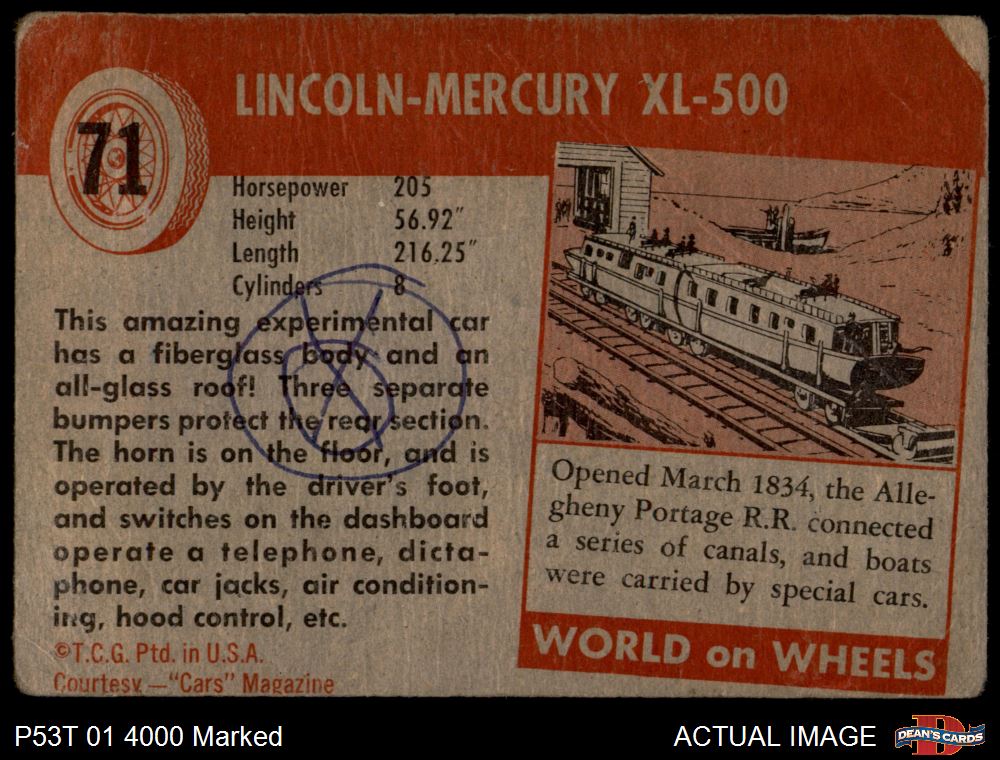 71
LINCOLN-MERCURY XL-500
Horsepower 205
Height 56.92"
Length 216.25"
Cylinders 8
This amazing experimental car
has a fiberglass body and an
all-glass roof! Three separate
bumpers protect the rear section.
The horn is on the floor, and is
operated by the driver's foot,
and switches on the dashboard
operate a telephone, dicta-
phone, car jacks, air condition-
ing, hood control, etc.
©T.C.G. Ptd. in U.S.A.
Courtesy—"Cars" Magazine
Opened March 1834, the Alle-
gheny Portage R.R. connected
a series of canals, and boats
were carried by special cars.
WORLD on WHEELS
P53T 01 4000 Marked
ACTUAL IMAGE
DEAN'S CARDS